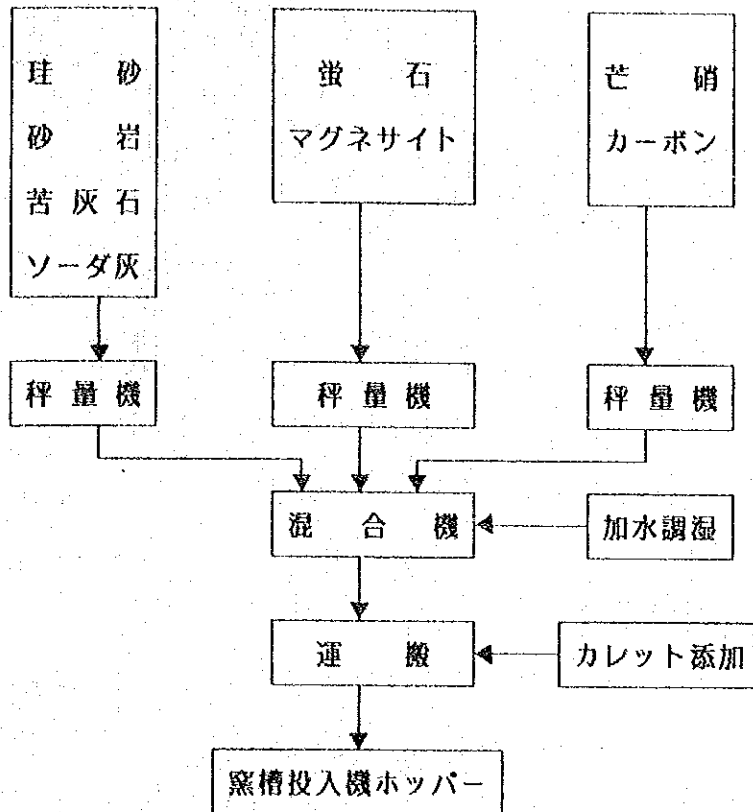 珪砂
砂岩
苦灰石
ソーダ灰
蛍石
マグネサイト
芒硝
カーボン
秤量機
秤量機
秤量機
混合機
加水調湿
運搬
カレット添加
窯槽投入機ホッパー